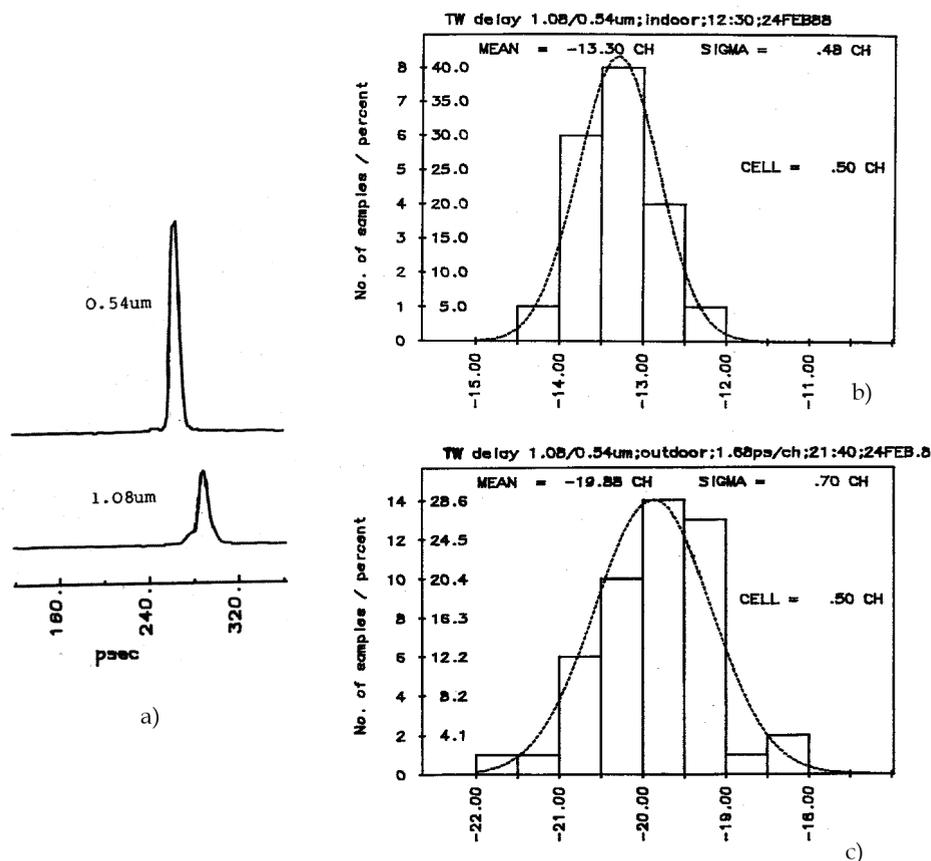 0.54um
1.08um
160.
240.
320.
psec
a)
TW delay 1.08/0.54um;indoor;12:30;24FEB88
MEAN = -13.30 CH SIGMA = .48 CH
CELL = .50 CH
No. of samples / percent
8 40.0
7 35.0
6 30.0
5 25.0
4 20.0
3 15.0
2 10.0
1 5.0
0
-15.00
-14.00
-13.00
-12.00
-11.00
b)
TW delay 1.08/0.54um;outdoor;1.68ps/ch;21:40;24FEB.8
MEAN = -19.88 CH SIGMA = .70 CH
CELL = .50 CH
No. of samples / percent
14 28.6
12 24.5
10 20.4
8 16.3
6 12.2
4 8.2
2 4.1
0
-22.00
-21.00
-20.00
-19.00
-18.00
c)